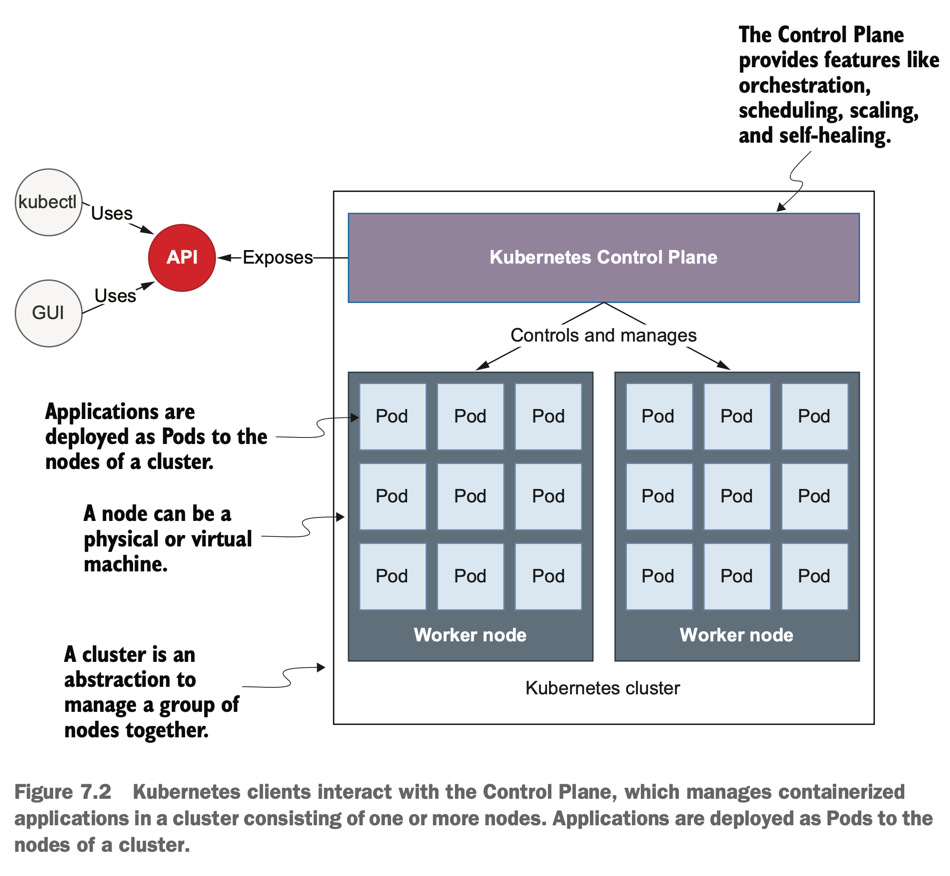 The Control Plane
provides features like
orchestration,
scheduling, scaling,
and self-healing.
kubectl
Uses
API
Exposes
Kubernetes Control Plane
Uses
GUI
Controls and manages
Applications are
deployed as Pods to the
nodes of a cluster.
Pod Pod Pod
Pod Pod Pod
A node can be a
physical or virtual
machine.
Pod Pod Pod
Pod Pod Pod
Pod Pod Pod
Pod Pod Pod
Worker node
Worker node
A cluster is an
abstraction to
manage a group of
nodes together.
Kubernetes cluster
Figure 7.2 Kubernetes clients interact with the Control Plane, which manages containerized
applications in a cluster consisting of one or more nodes. Applications are deployed as Pods to the
nodes of a cluster.